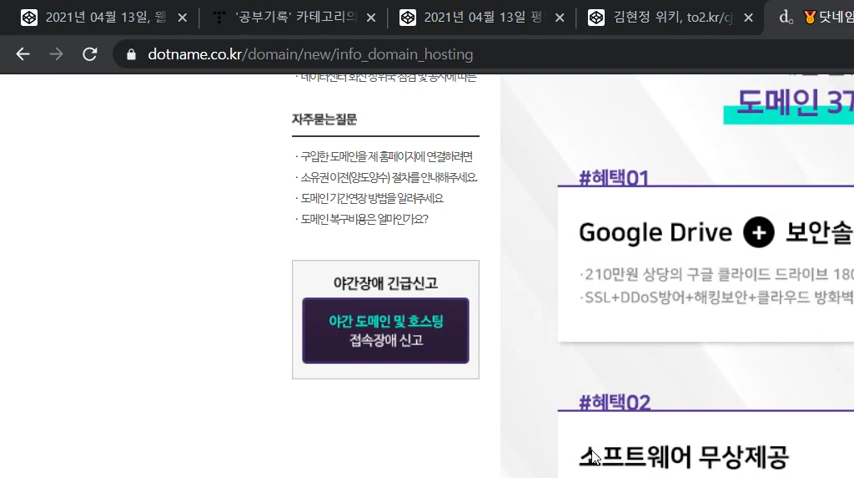 2021년 04월 13일, 웹
'공부기록' 카테고리의
2021년 04월 13일 평
김현정 위키, to2.kr/cj
닷네임
dotname.co.kr/domain/new/info_domain_hosting
도메인 37
자주묻는질문
· 구입한 도메인을 제 홈페이지에 연결하려면
· 소유권 이전(양도양수) 절차를 안내해주세요.
· 도메인 기간연장 방법을 알려주세요
· 도메인 복구비용은 얼마인가요?
#혜택01
Google Drive + 보안솔
·210만원 상당의 구글 클라이드 드라이브 180
·SSL+DDoS방어+해킹보안+클라우드 방화벽
야간장애 긴급신고
야간 도메인 및 호스팅
접속장애 신고
#혜택02
소프트웨어 무상제공